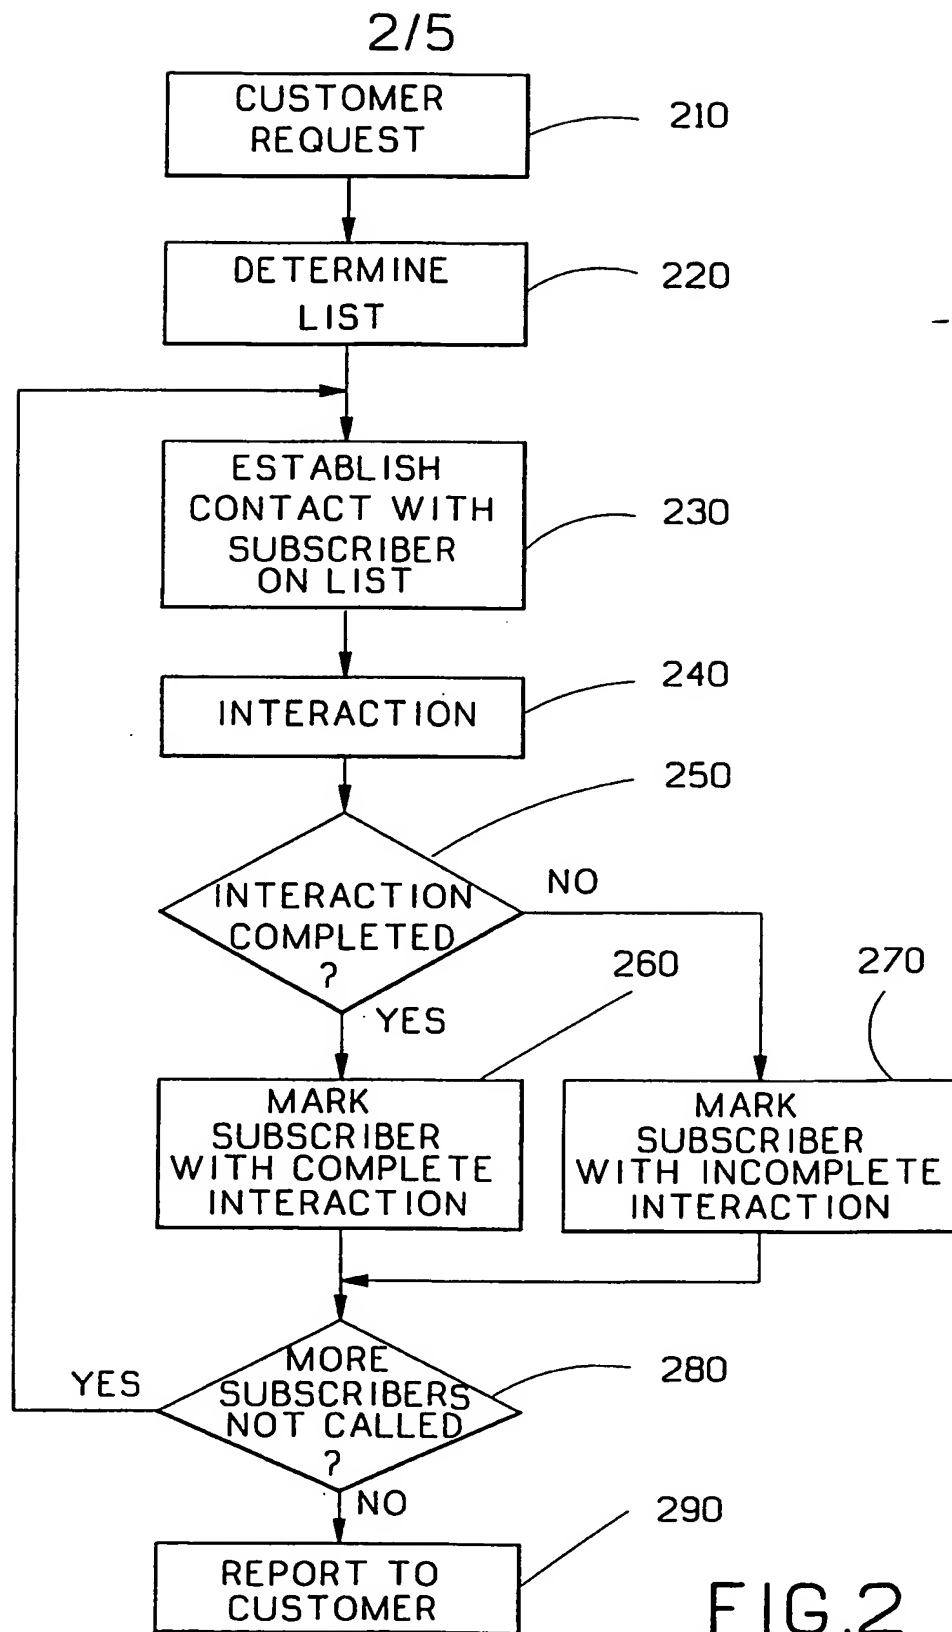 2/5
CUSTOMER
REQUEST
210
DETERMINE
LIST
220
ESTABLISH
CONTACT WITH
SUBSCRIBER
ON LIST
230
INTERACTION
240
250
INTERACTION
COMPLETED
?
NO
YES
260
270
MARK
SUBSCRIBER
WITH COMPLETE
INTERACTION
MARK
SUBSCRIBER
WITH INCOMPLETE
INTERACTION
MORE
SUBSCRIBERS
NOT CALLED
?
280
YES
NO
290
REPORT TO
CUSTOMER
FIG.2